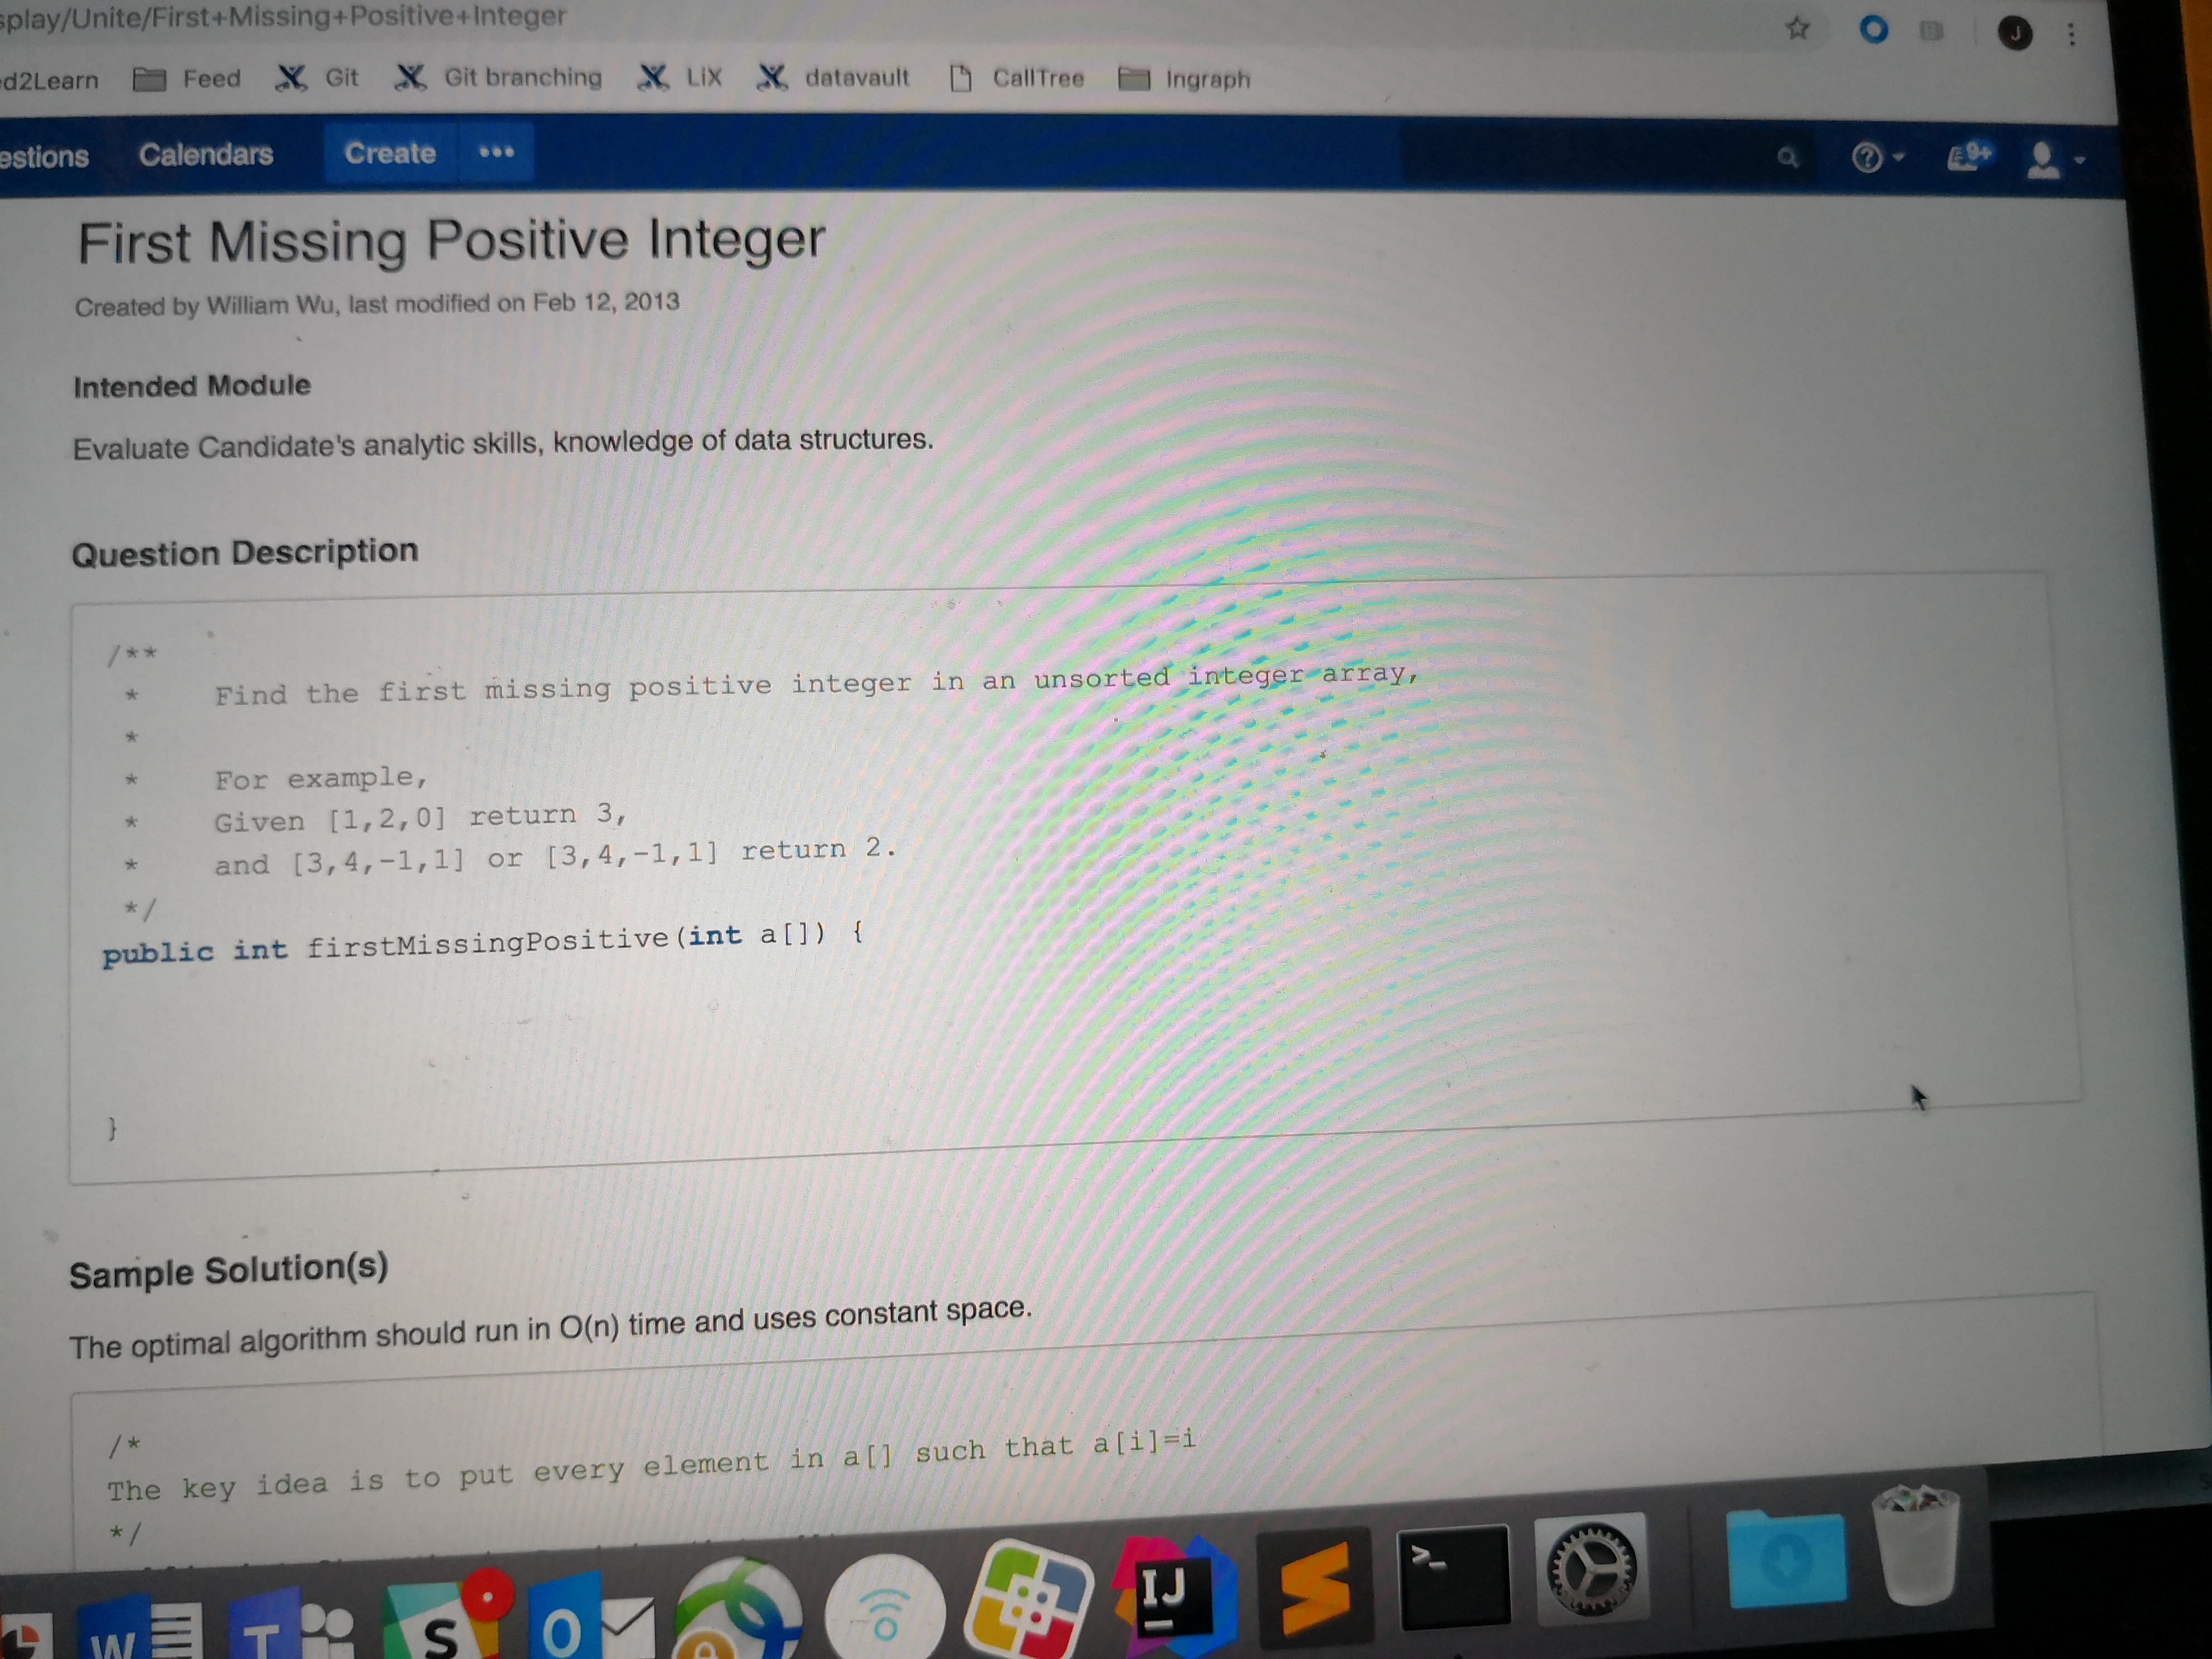 splay/Unite/First+Missing+Positive+Integer
J
d2Learn Feed Git Git branching LiX datavault CallTree Ingraph
estions Calendars Create •••
? 9+
First Missing Positive Integer
Created by William Wu, last modified on Feb 12, 2013
Intended Module
Evaluate Candidate's analytic skills, knowledge of data structures.
Question Description
/**
* Find the first missing positive integer in an unsorted integer array,
*
* For example,
* Given [1,2,0] return 3,
* and [3,4,-1,1] or [3,4,-1,1] return 2.
*/
public int firstMissingPositive(int a[]) {
}
Sample Solution(s)
The optimal algorithm should run in O(n) time and uses constant space.
/*
The key idea is to put every element in a[] such that a[i]=i
*/
W T S O IJ >_